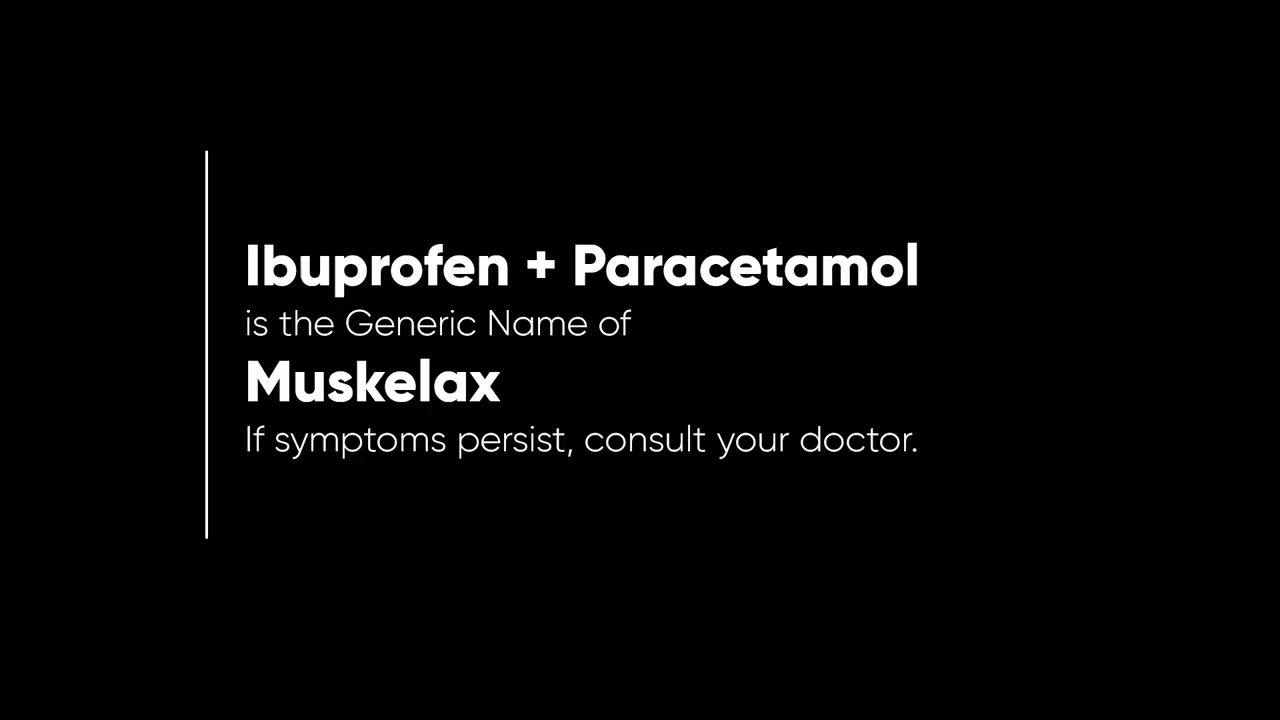 Ibuprofen + Paracetamol
is the Generic Name of
Muskelax
If symptoms persist, consult your doctor.